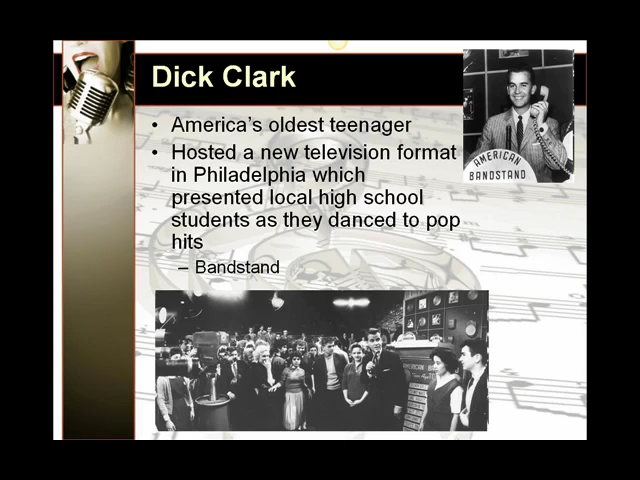 Dick Clark
• America's oldest teenager
• Hosted a new television format
in Philadelphia which
presented local high school
students as they danced to pop
hits
– Bandstand
AMERICAN
BANDSTAND
AMERICAN